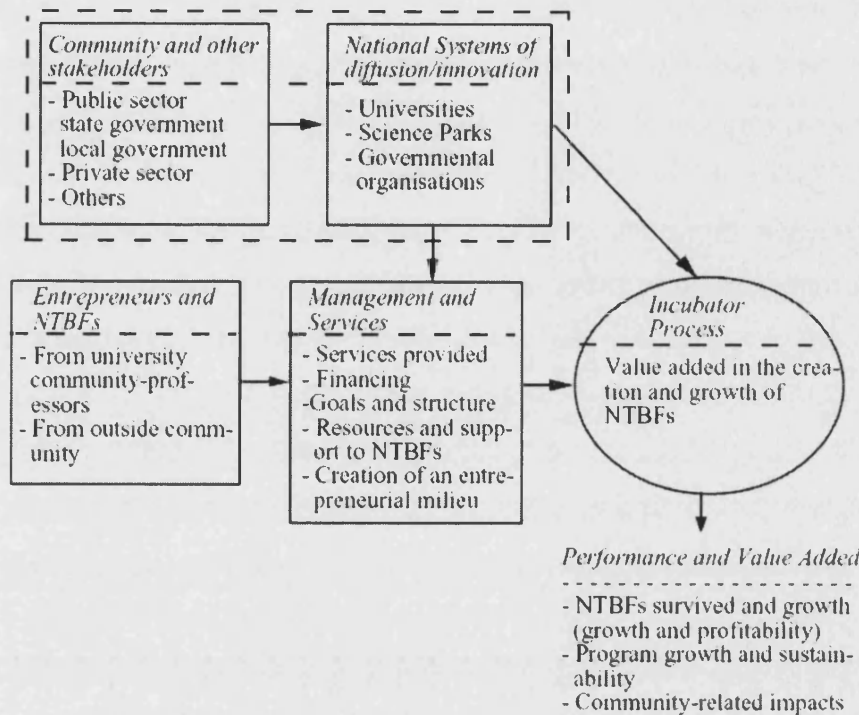 Community and other
stakeholders
- Public sector
state government
local government
- Private sector
- Others
National Systems of
diffusion/innovation
- Universities
- Science Parks
- Governmental
organisations
Entrepreneurs and
NTBFs
- From university
community-prof-
essors
- From outside comm-
unity
Management and
Services
- Services provided
- Financing
-Goals and structure
- Resources and supp-
ort to NTBFs
- Creation of an entre-
preneurial milieu
Incubator
Process
Value added in the crea-
tion and growth of
NTBFs
Performance and Value Added
- NTBFs survived and growth
(growth and profitability)
- Program growth and sustain-
ability
- Community-related impacts